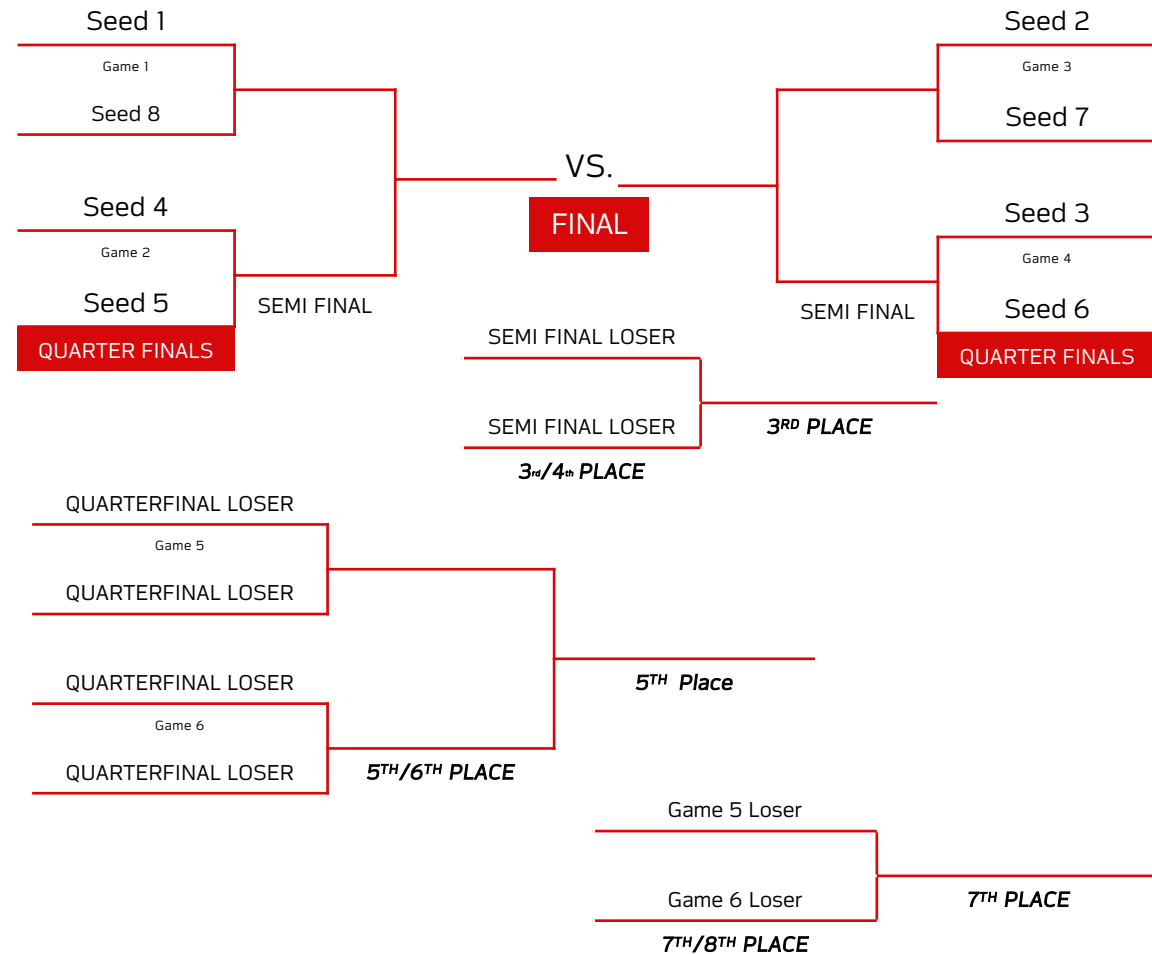 Seed 1
Game 1
Seed 8
Seed 4
Game 2
Seed 5
QUARTER FINALS
SEMI FINAL
VS.
FINAL
Seed 2
Game 3
Seed 7
Seed 3
Game 4
Seed 6
QUARTER FINALS
SEMI FINAL
SEMI FINAL LOSER
SEMI FINAL LOSER
3rd/4th PLACE
3RD PLACE
QUARTERFINAL LOSER
Game 5
QUARTERFINAL LOSER
QUARTERFINAL LOSER
Game 6
QUARTERFINAL LOSER
5TH/6TH PLACE
5TH Place
Game 5 Loser
Game 6 Loser
7TH/8TH PLACE
7TH PLACE